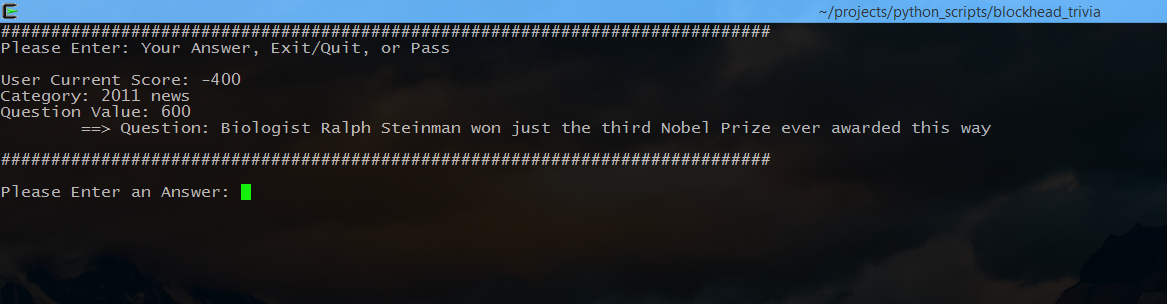 ~/projects/python_scripts/blockhead_trivia
#############################################################################
Please Enter: Your Answer, Exit/Quit, or Pass
User Current Score: -400
Category: 2011 news
Question Value: 600
==> Question: Biologist Ralph Steinman won just the third Nobel Prize ever awarded this way
#############################################################################
Please Enter an Answer: